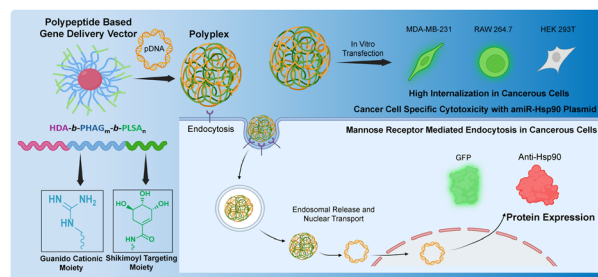 Polypeptide Based
Gene Delivery Vector
pDNA
Polyplex
In Vitro
Transfection
MDA-MB-231
RAW 264.7
HEK 293T
High Internalization in Cancerous Cells
Cancer Cell Specific Cytotoxicity with amiR-Hsp90 Plasmid
Endocytosis
Mannose Receptor Mediated Endocytosis in Cancerous Cells
HDA-b-PHAGm-b-PLSAn
GFP
Anti-Hsp90
HN
NH2
HN
OH
HO
OH
HN
O
Guanido Cationic
Moiety
Shikimoyl Targeting
Moiety
Endosomal Release and
Nuclear Transport
Protein Expression